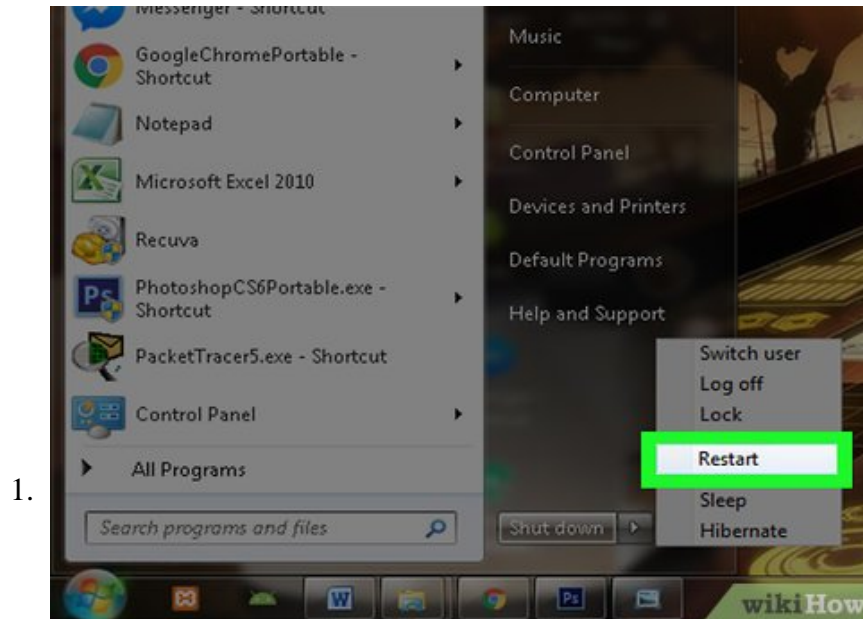 Messenger - Shortcut
GoogleChromePortable -
Shortcut
Notepad
Microsoft Excel 2010
Recuva
PhotoshopCS6Portable.exe -
Shortcut
PacketTracer5.exe - Shortcut
Control Panel
All Programs
Search programs and files
Music
Computer
Control Panel
Devices and Printers
Default Programs
Help and Support
Shut down
Switch user
Log off
Lock
Restart
Sleep
Hibernate
1.
W
Ps
Ps
wikiHow